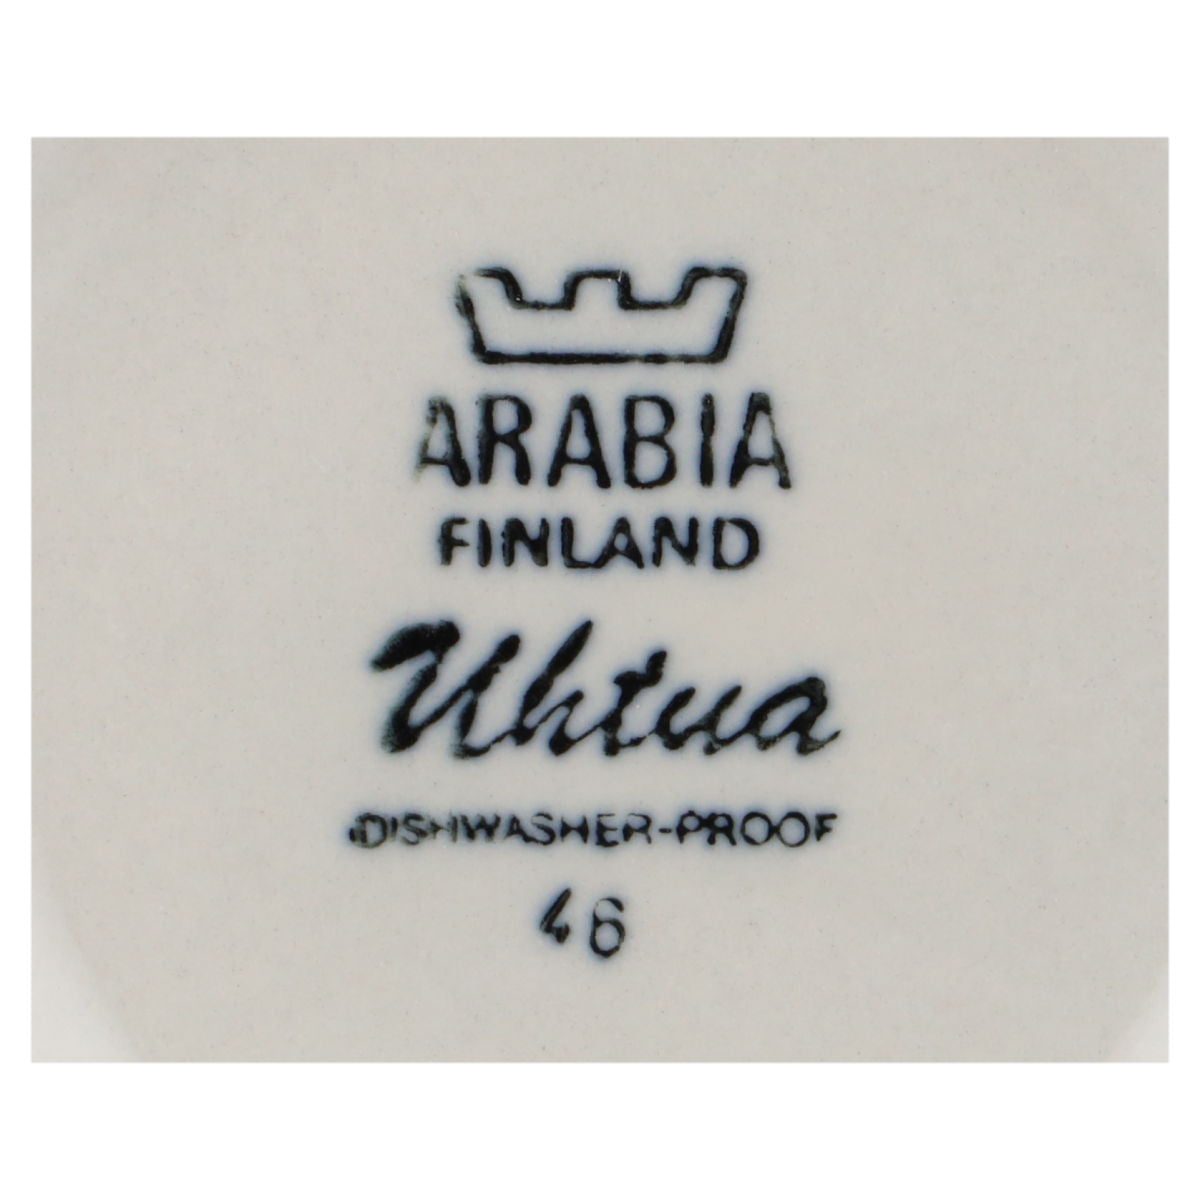 ARABIA
FINLAND
Uhtua
DISHWASHER-PROOF
46